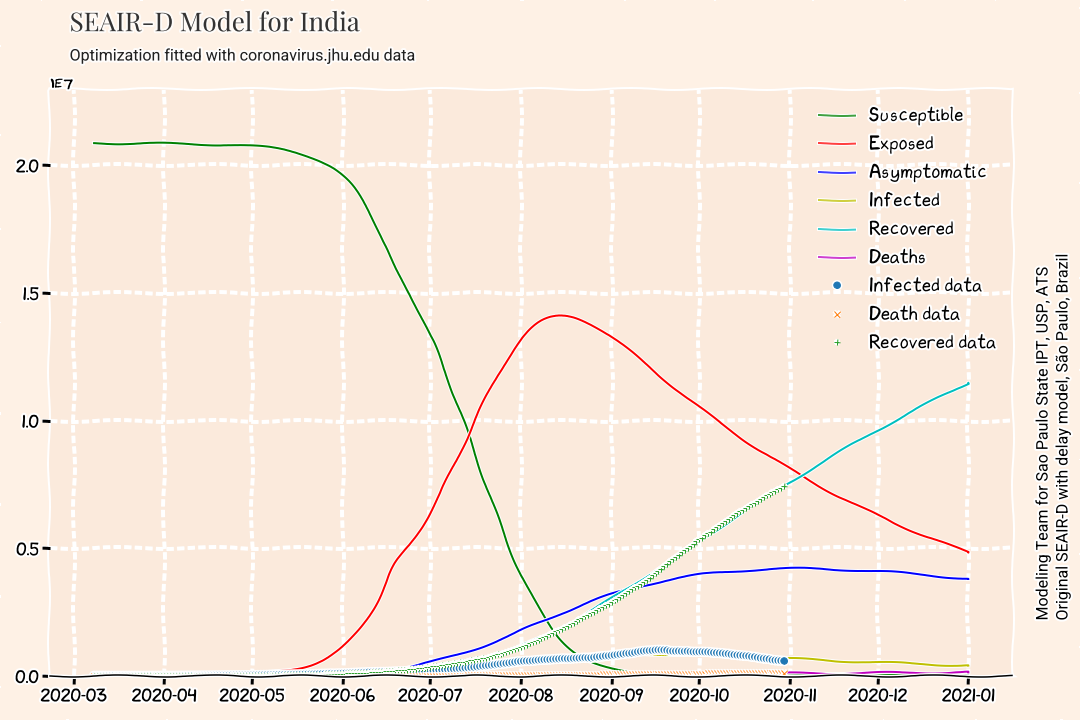 SEAIR-D Model for India
Optimization fitted with coronavirus.jhu.edu data
1E7
Susceptible
Exposed
Asymptomatic
Infected
Recovered
Deaths
Infected data
Death data
Recovered data
2.0
1.5
1.0
0.5
0.0
2020-03 2020-04 2020-05 2020-06 2020-07 2020-08 2020-09 2020-10 2020-11 2020-12 2021-01
Modeling Team for Sao Paulo State IPT, USP, ATS
Original SEAIR-D with delay model, São Paulo, Brazil